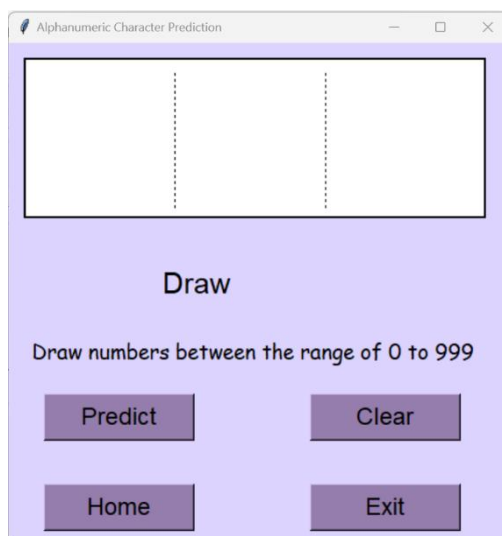 Alphanumeric Character Prediction
Draw
Draw numbers between the range of 0 to 999
Predict Clear
Home Exit